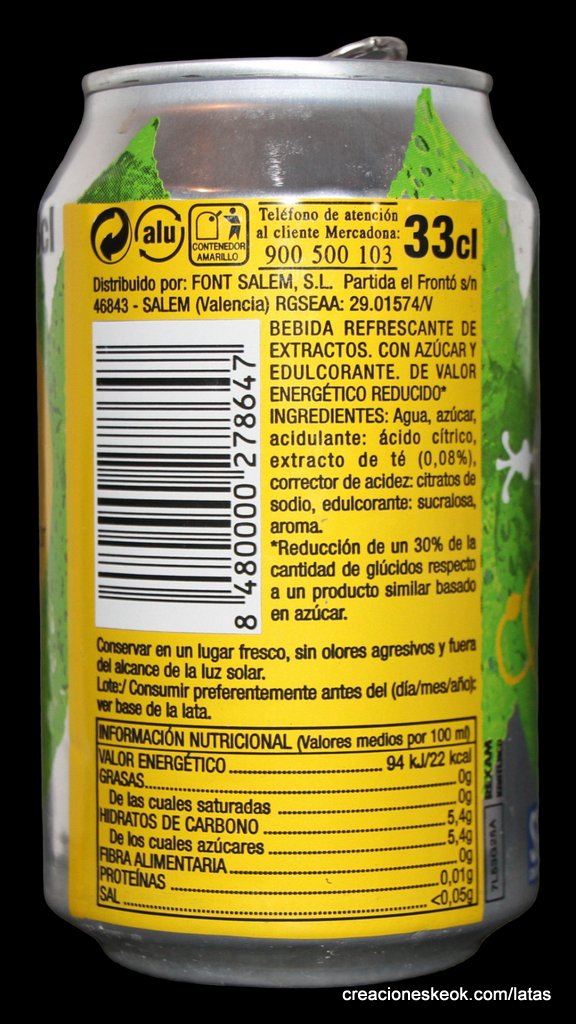 alu
CONTENEDOR
AMARILLO
Teléfono de atención
al cliente Mercadona:
900 500 103
33cl
cl
Distribuido por: FONT SALEM, S.L. Partida el Frontó s/n
46843 - SALEM (Valencia) RGSEAA: 29.01574/V
8 480000 278647
BEBIDA REFRESCANTE DE
EXTRACTOS. CON AZÚCAR Y
EDULCORANTE. DE VALOR
ENERGÉTICO REDUCIDO*
INGREDIENTES: Agua, azúcar,
acidulante: ácido cítrico,
extracto de té (0,08%),
corrector de acidez: citratos de
sodio, edulcorante: sucralosa,
aroma.
*Reducción de un 30% de la
cantidad de glúcidos respecto
a un producto similar basado
en azúcar.
Conservar en un lugar fresco, sin olores agresivos y fuera
del alcance de la luz solar.
Lote:/ Consumir preferentemente antes del (día/mes/año):
ver base de la lata.
INFORMACIÓN NUTRICIONAL (Valores medios por 100 ml)
VALOR ENERGÉTICO ........ 94 kJ/22 kcal
GRASAS ........ 0g
De las cuales saturadas ........ 0g
HIDRATOS DE CARBONO ........ 5,4g
De los cuales azúcares ........ 5,4g
FIBRA ALIMENTARIA ........ 0g
PROTEÍNAS ........ 0,01g
SAL ........ <0,05g
REXAM
7L53G25A
creacioneskeok.com/latas